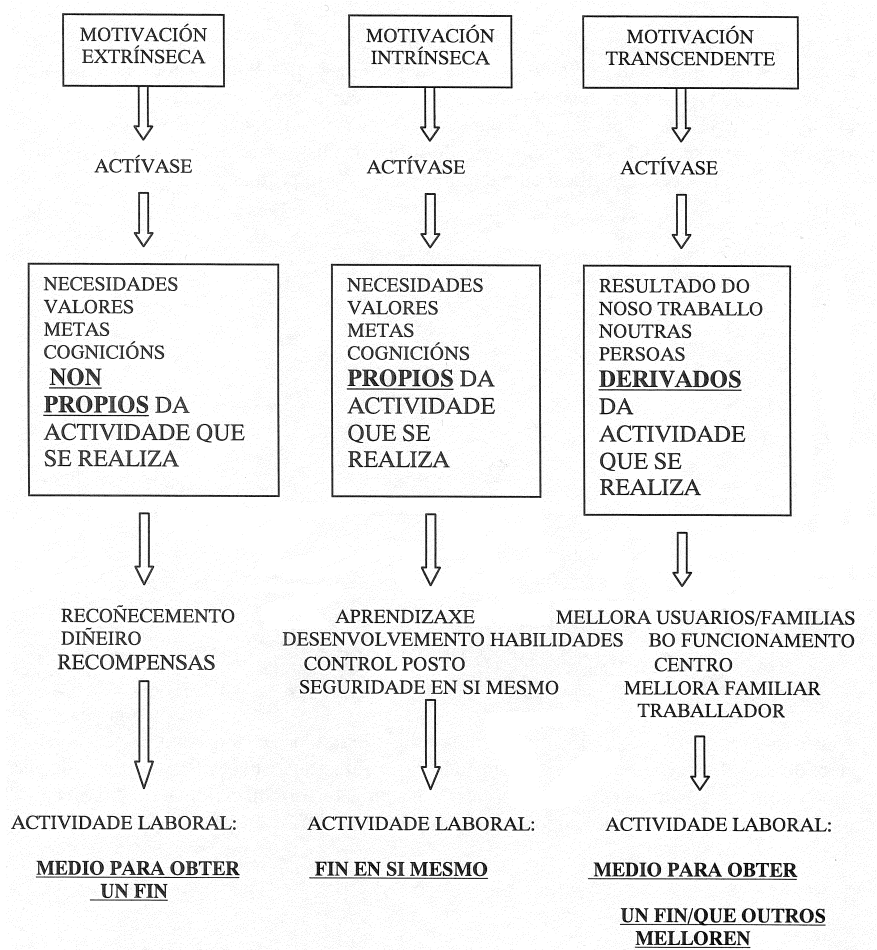 MOTIVACIÓN
EXTRÍNSECA
ACTÍVASE
NECESIDADES
VALORES
METAS
COGNICIÓNS
NON
PROPIOS DA
ACTIVIDADE QUE
SE REALIZA
RECOÑECEMENTO
DIÑEIRO
RECOMPENSAS
ACTIVIDADE LABORAL:
MEDIO PARA OBTER
UN FIN
MOTIVACIÓN
INTRÍNSECA
ACTÍVASE
NECESIDADES
VALORES
METAS
COGNICIÓNS
PROPIOS DA
ACTIVIDADE
QUE SE
REALIZA
APRENDIZAXE
DESENVOLVEMENTO HABILIDADES
CONTROL POSTO
SEGURIDADE EN SI MESMO
ACTIVIDADE LABORAL:
FIN EN SI MESMO
MOTIVACIÓN
TRANSCENDENTE
ACTÍVASE
RESULTADO DO
NOSO TRABALLO
NOUTRAS
PERSOAS
DERIVADOS
DA
ACTIVIDADE
QUE SE
REALIZA
MELLORA USUARIOS/FAMILIAS
BO FUNCIONAMENTO
CENTRO
MELLORA FAMILIAR
TRABALLADOR
ACTIVIDADE LABORAL:
MEDIO PARA OBTER
UN FIN/QUE OUTROS
MELLOREN